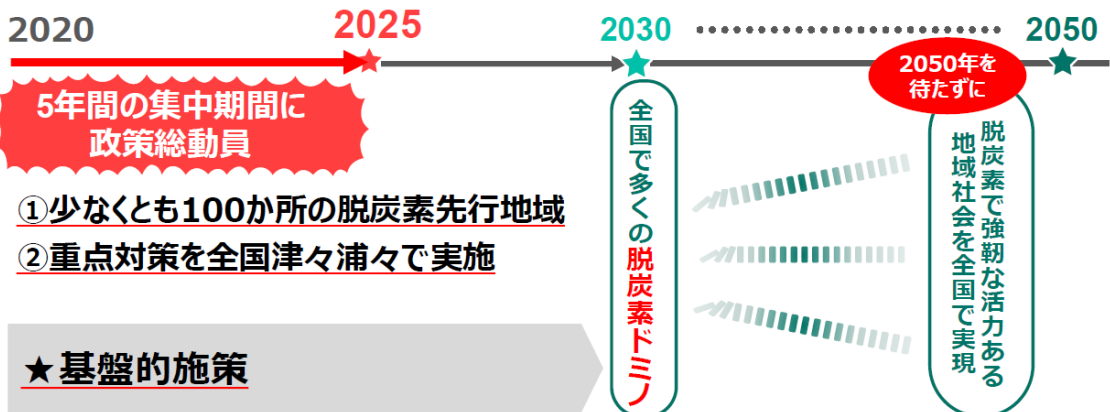 2020
2025
2030
2050
2050年を
待たずに
5年間の集中期間に
政策総動員
①少なくとも100か所の脱炭素先行地域
②重点対策を全国津々浦々で実施
★基盤的施策
全国で多くの脱炭素ドミノ
脱炭素で強靭な活力ある
地域社会を全国で実現